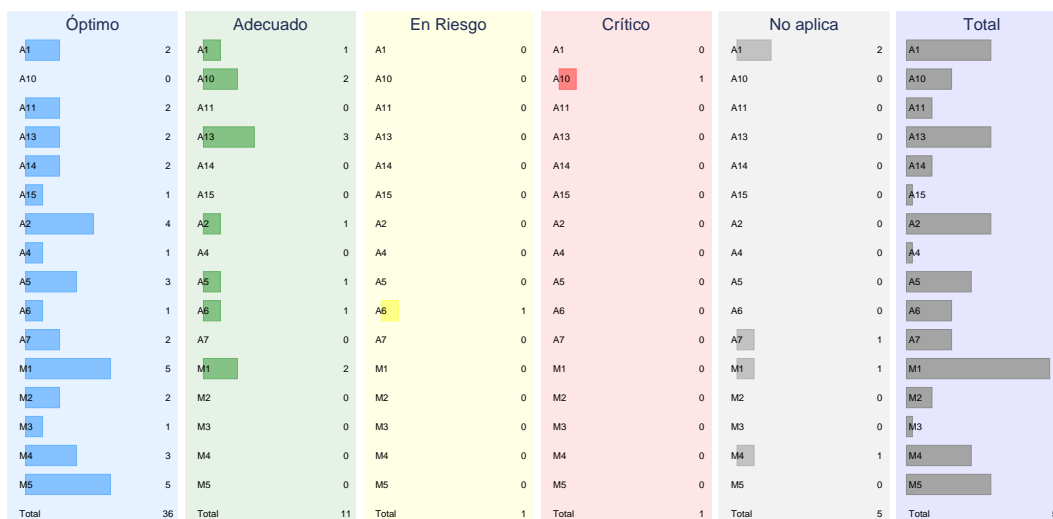 Óptimo Adecuado En Riesgo Crítico No aplica Total
A1 2 A1 1 A1 0 A1 0 A1 2 A1
A10 0 A10 2 A10 0 A10 1 A10 0 A10
A11 2 A11 0 A11 0 A11 0 A11 0 A11
A13 2 A13 3 A13 0 A13 0 A13 0 A13
A14 2 A14 0 A14 0 A14 0 A14 0 A14
A15 1 A15 0 A15 0 A15 0 A15 0 A15
A2 4 A2 1 A2 0 A2 0 A2 0 A2
A4 1 A4 0 A4 0 A4 0 A4 0 A4
A5 3 A5 1 A5 0 A5 0 A5 0 A5
A6 1 A6 1 A6 1 A6 0 A6 0 A6
A7 2 A7 0 A7 0 A7 0 A7 1 A7
M1 5 M1 2 M1 0 M1 0 M1 1 M1
M2 2 M2 0 M2 0 M2 0 M2 0 M2
M3 1 M3 0 M3 0 M3 0 M3 0 M3
M4 3 M4 0 M4 0 M4 0 M4 1 M4
M5 5 M5 0 M5 0 M5 0 M5 0 M5
Total 36 Total 11 Total 1 Total 1 Total 5 Total